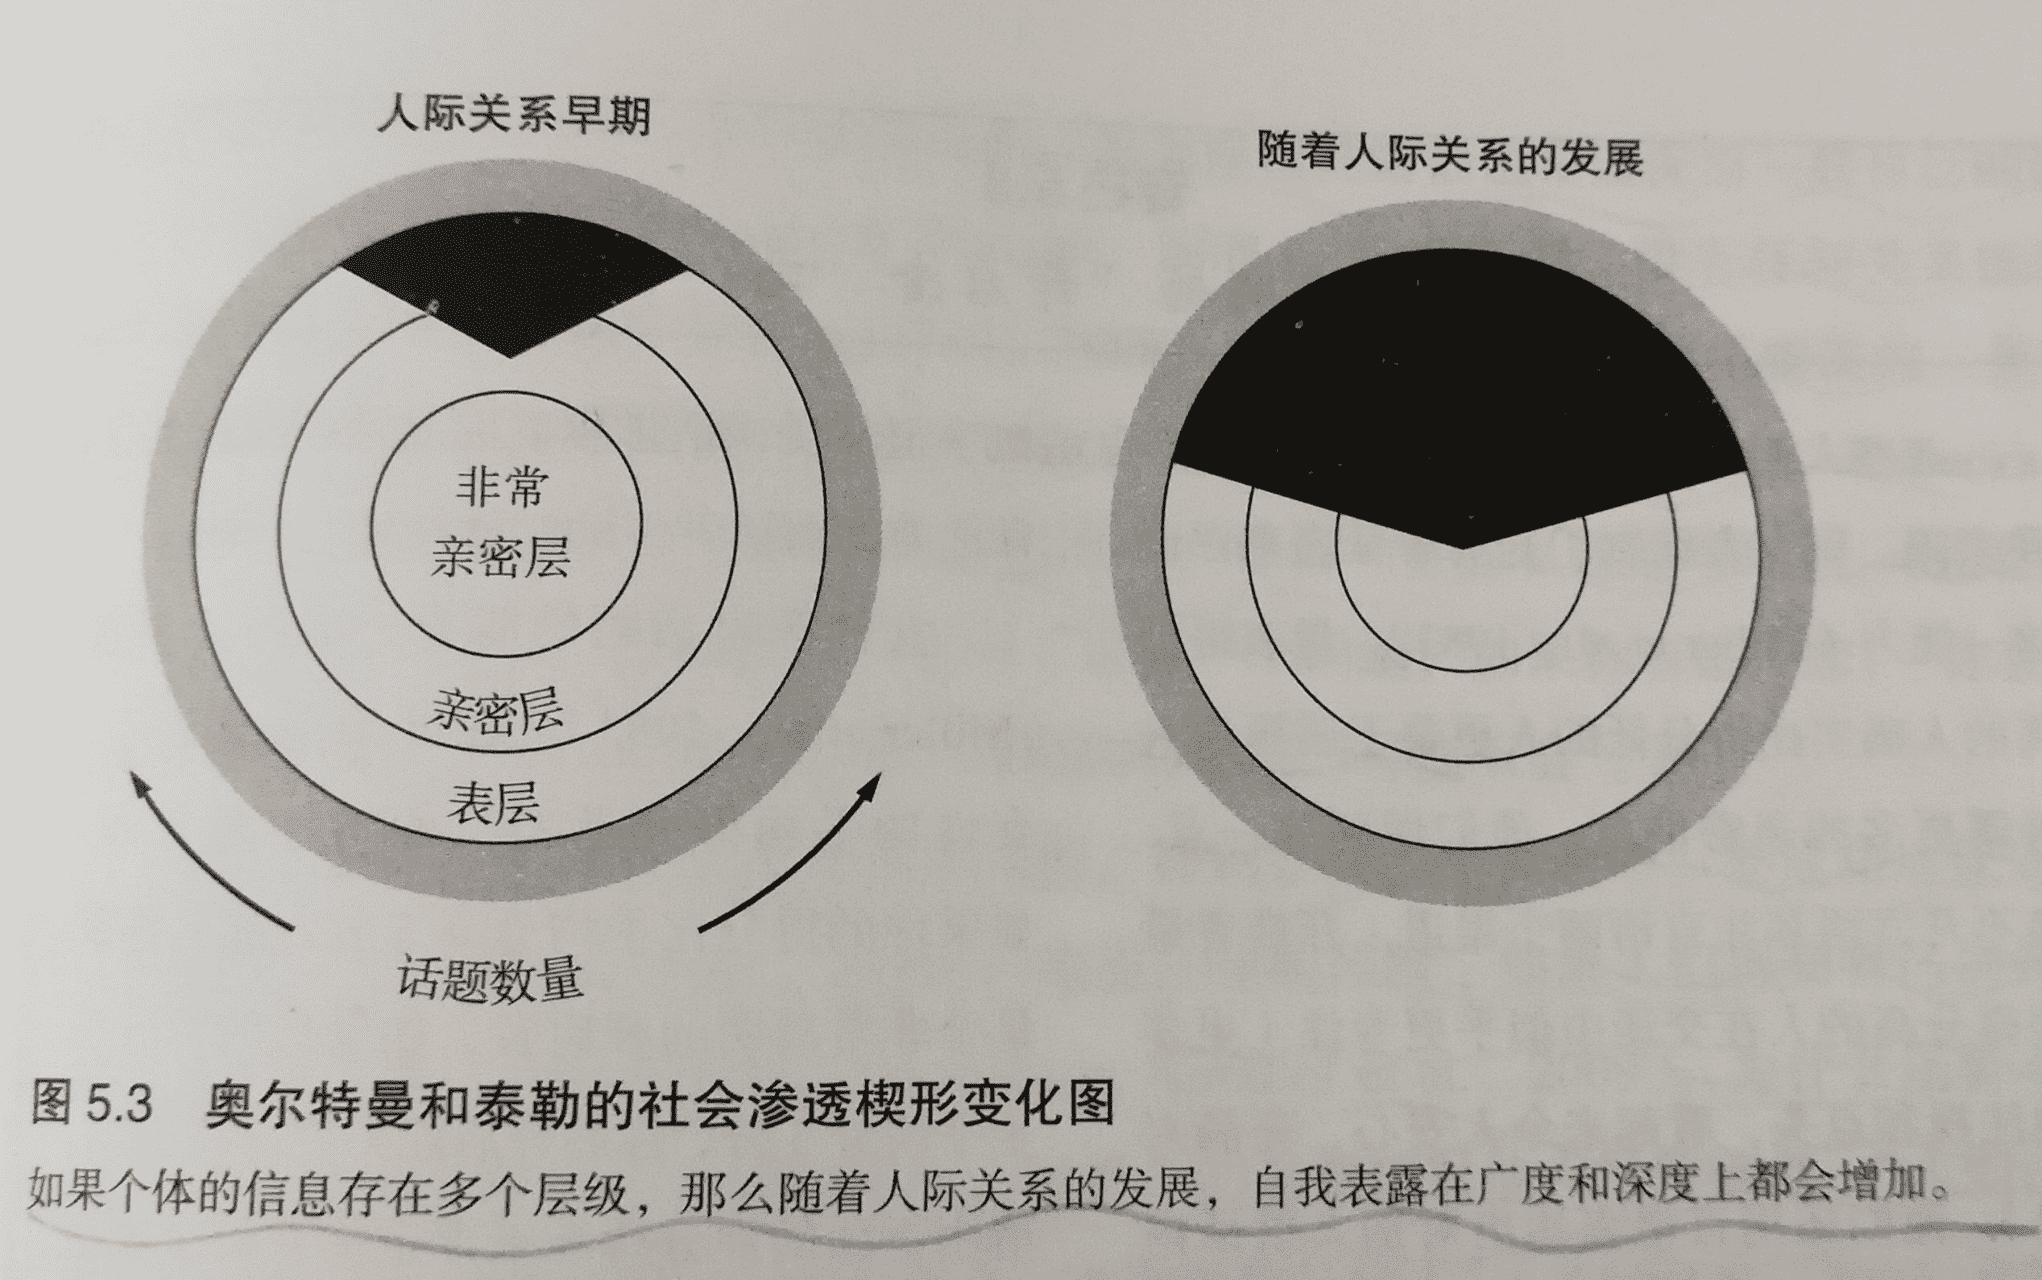 人际关系早期
随着人际关系的发展
非常
亲密层
亲密层
表层
话题数量
图 5.3 奥尔特曼和泰勒的社会渗透楔形变化图
如果个体的信息存在多个层级，那么随着人际关系的发展，自我表露在广度和深度上都会增加。